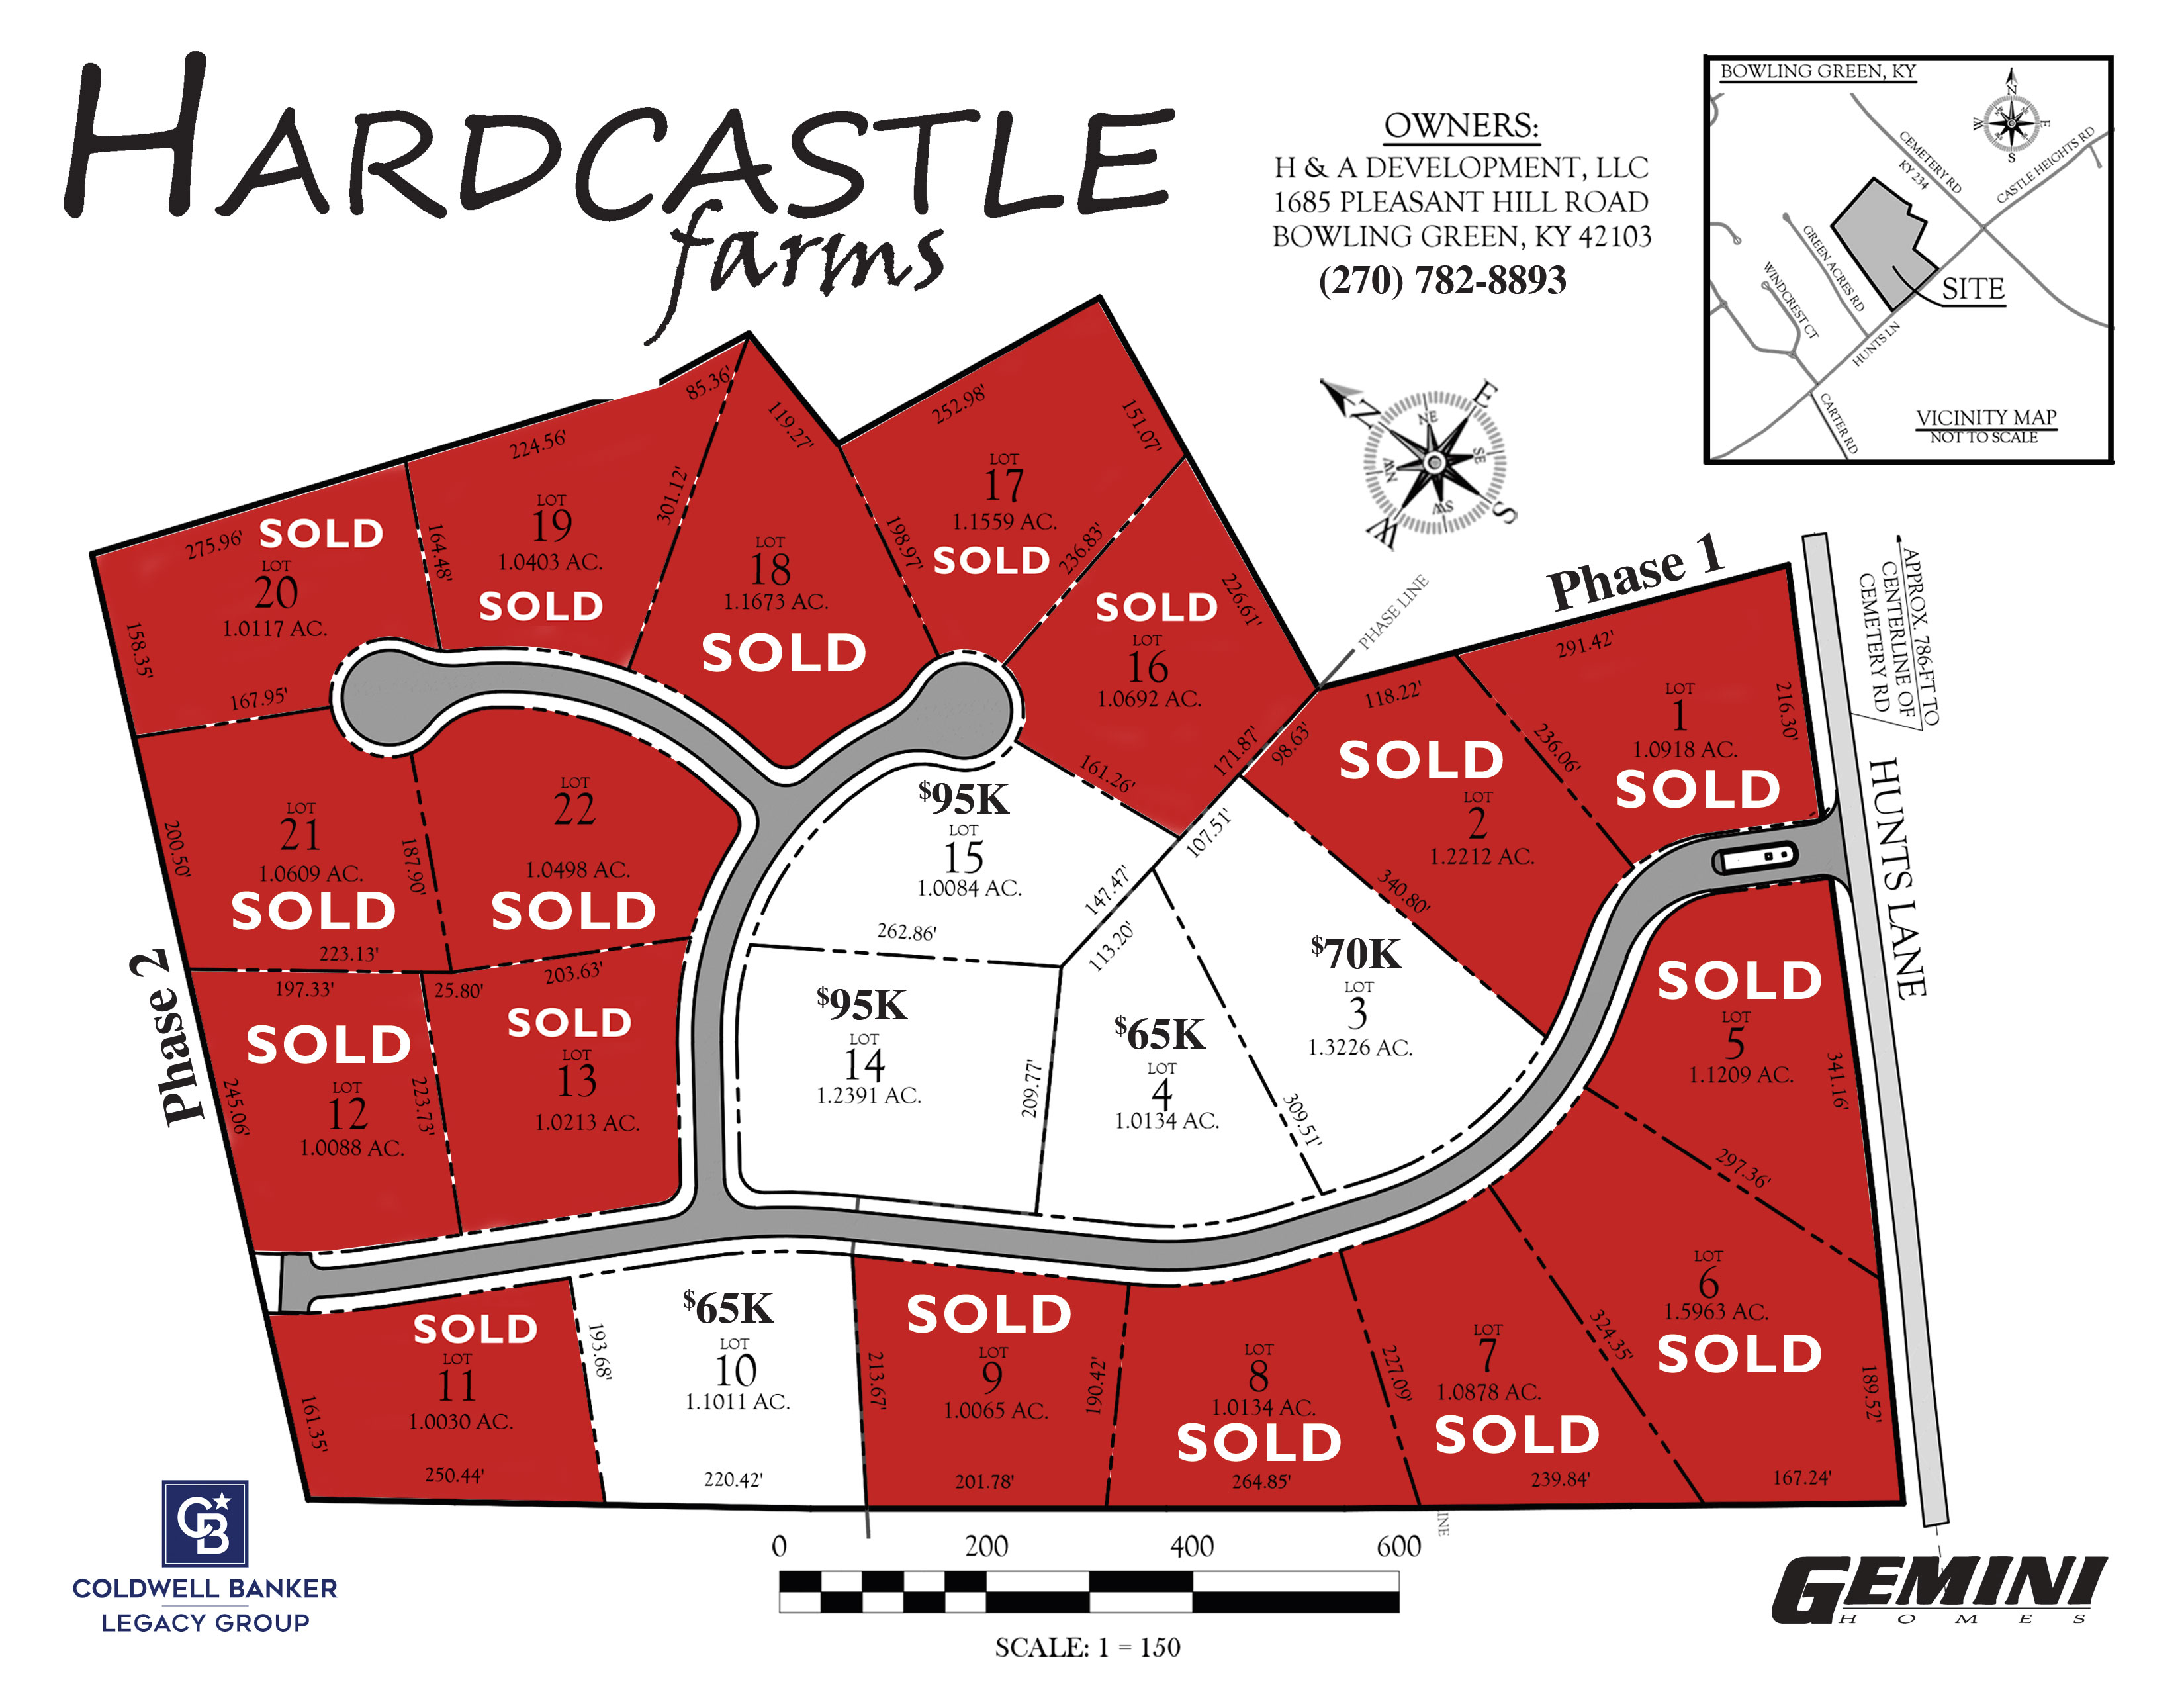 HARDCASTLE
farms
OWNERS:
H & A DEVELOPMENT, LLC
1685 PLEASANT HILL ROAD
BOWLING GREEN, KY 42103
(270) 782-8893
BOWLING GREEN, KY
N
E
S
W
CEMETERY RD
KY 234
CASTLE HEIGHTS RD
GREEN ACRES RD
WINDCREST CT
HUNTS LN
CARTER RD
SITE
VICINITY MAP
NOT TO SCALE
N
NE
E
SE
S
SW
W
NW
PHASE LINE
Phase 1
APPROX. 786-FT TO
CENTERLINE OF
CEMETERY RD
HUNTS LANE
Phase 2
275.96'
SOLD
LOT
20
1.0117 AC.
158.35'
167.95'
164.48'
224.56'
85.36'
LOT
19
1.0403 AC.
SOLD
301.12'
119.27'
LOT
18
1.1673 AC.
SOLD
198.97'
252.98'
151.07'
LOT
17
1.1559 AC.
SOLD
236.83'
226.61'
SOLD
LOT
16
1.0692 AC.
171.87'
161.26'
98.63'
118.22'
SOLD
LOT
2
1.2212 AC.
236.06'
340.80'
291.42'
LOT
1
1.0918 AC.
SOLD
216.30'
LOT
21
1.0609 AC.
SOLD
200.50'
187.90'
223.13'
LOT
22
1.0498 AC.
SOLD
203.63'
$95K
LOT
15
1.0084 AC.
262.86'
147.47'
107.51'
113.20'
197.33'
25.80'
SOLD
LOT
12
1.0088 AC.
245.06'
223.73'
SOLD
LOT
13
1.0213 AC.
$95K
LOT
14
1.2391 AC.
209.77'
$65K
LOT
4
1.0134 AC.
309.51'
$70K
LOT
3
1.3226 AC.
SOLD
LOT
5
1.1209 AC.
341.16'
297.36'
LOT
6
1.5963 AC.
SOLD
324.35'
189.52'
167.24'
SOLD
LOT
11
1.0030 AC.
161.35'
250.44'
193.68'
$65K
LOT
10
1.1011 AC.
220.42'
213.67'
SOLD
LOT
9
1.0065 AC.
201.78'
190.42'
LOT
8
1.0134 AC.
SOLD
264.85'
227.09'
LOT
7
1.0878 AC.
SOLD
239.84'
INE
0 200 400 600
SCALE: 1 = 150
CB
COLDWELL BANKER
LEGACY GROUP
GEMINI
HOMES